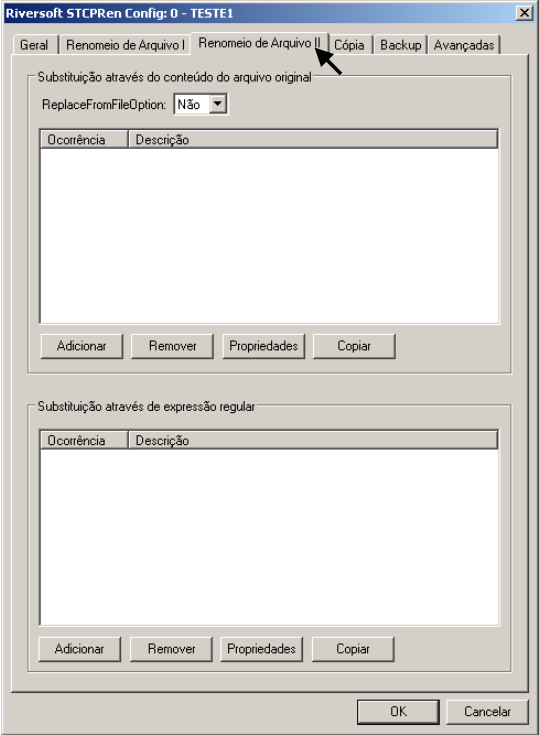 Riversoft STCPRen Config: 0 - TESTE1
Geral Renomeio de Arquivo I Renomeio de Arquivo II Cópia Backup Avançadas
Substituição através do conteúdo do arquivo original
ReplaceFromFileOption: Não
Ocorrência Descrição
Adicionar Remover Propriedades Copiar
Substituição através de expressão regular
Ocorrência Descrição
Adicionar Remover Propriedades Copiar
OK Cancelar